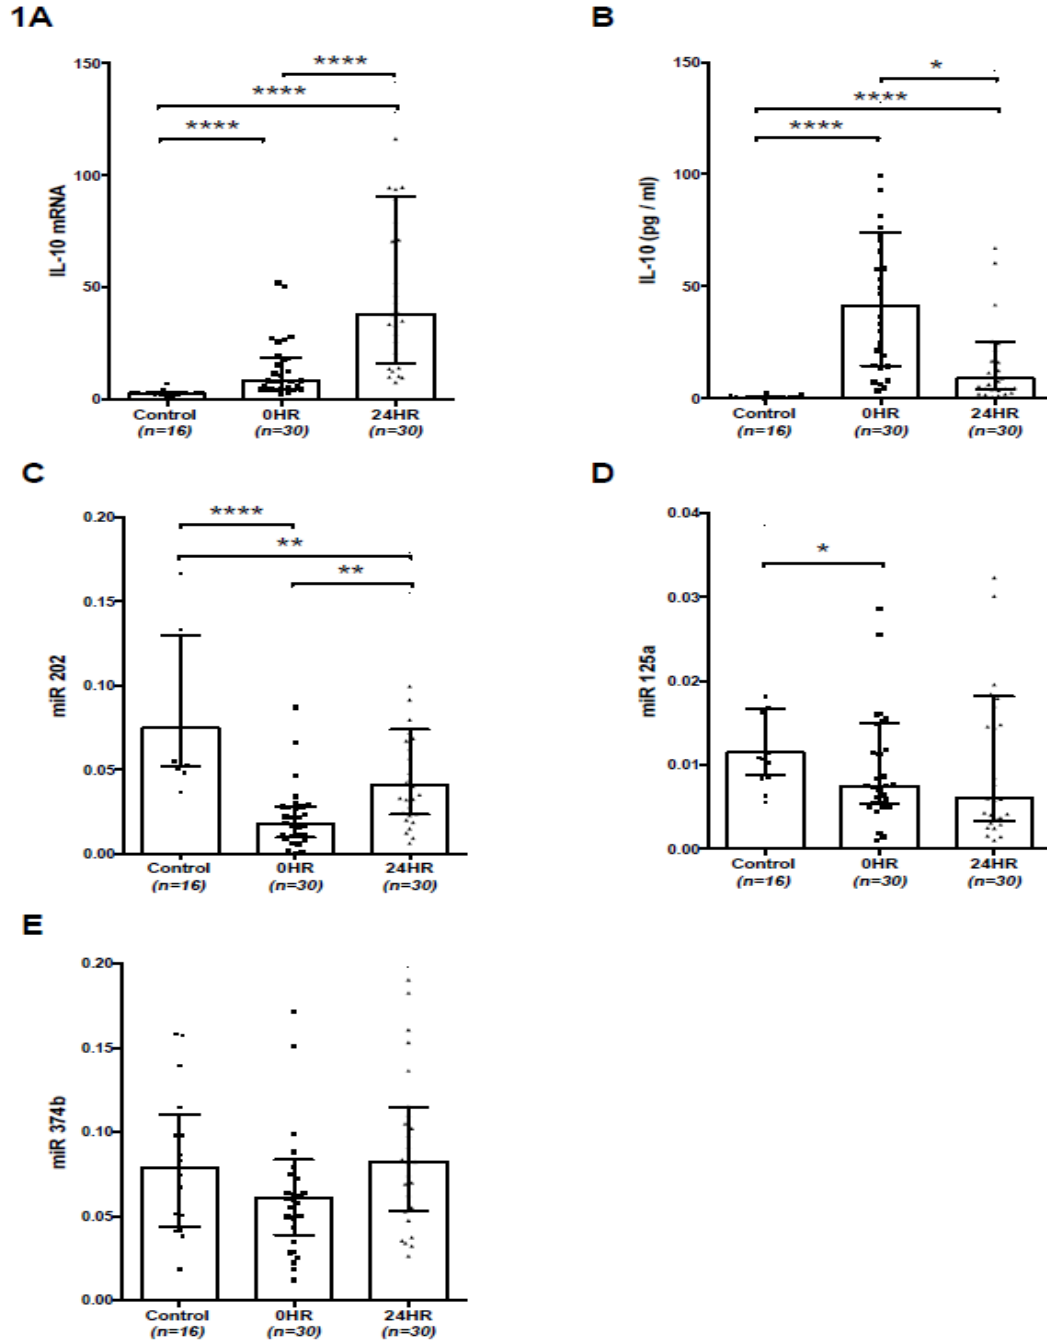 1A
IL-10 mRNA
150
100
50
0
****
****
****
Control 0HR 24HR
(n=16) (n=30) (n=30)
B
IL-10 (pg / ml)
150
100
50
0
*
****
****
Control 0HR 24HR
(n=16) (n=30) (n=30)
C
miR 202
0.20
0.15
0.10
0.05
0.00
****
**
**
Control 0HR 24HR
(n=16) (n=30) (n=30)
D
miR 125a
0.04
0.03
0.02
0.01
0.00
*
Control 0HR 24HR
(n=16) (n=30) (n=30)
E
miR 374b
0.20
0.15
0.10
0.05
0.00
Control 0HR 24HR
(n=16) (n=30) (n=30)